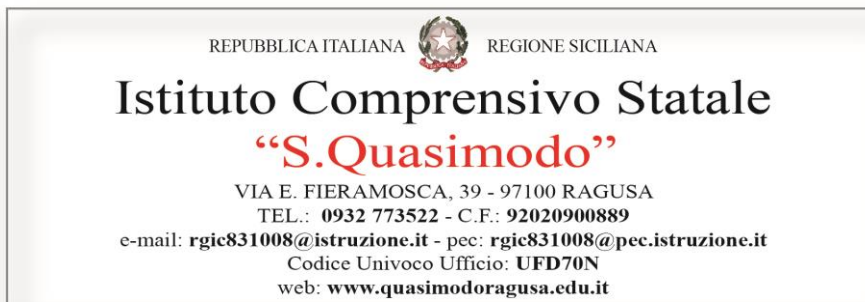 REPUBBLICA ITALIANA REGIONE SICILIANA
Istituto Comprensivo Statale
“S.Quasimodo”
VIA E. FIERAMOSCA, 39 - 97100 RAGUSA
TEL.: 0932 773522 - C.F.: 92020900889
e-mail: rgic831008@istruzione.it - pec: rgic831008@pec.istruzione.it
Codice Univoco Ufficio: UFD70N
web: www.quasimodoragusa.edu.it